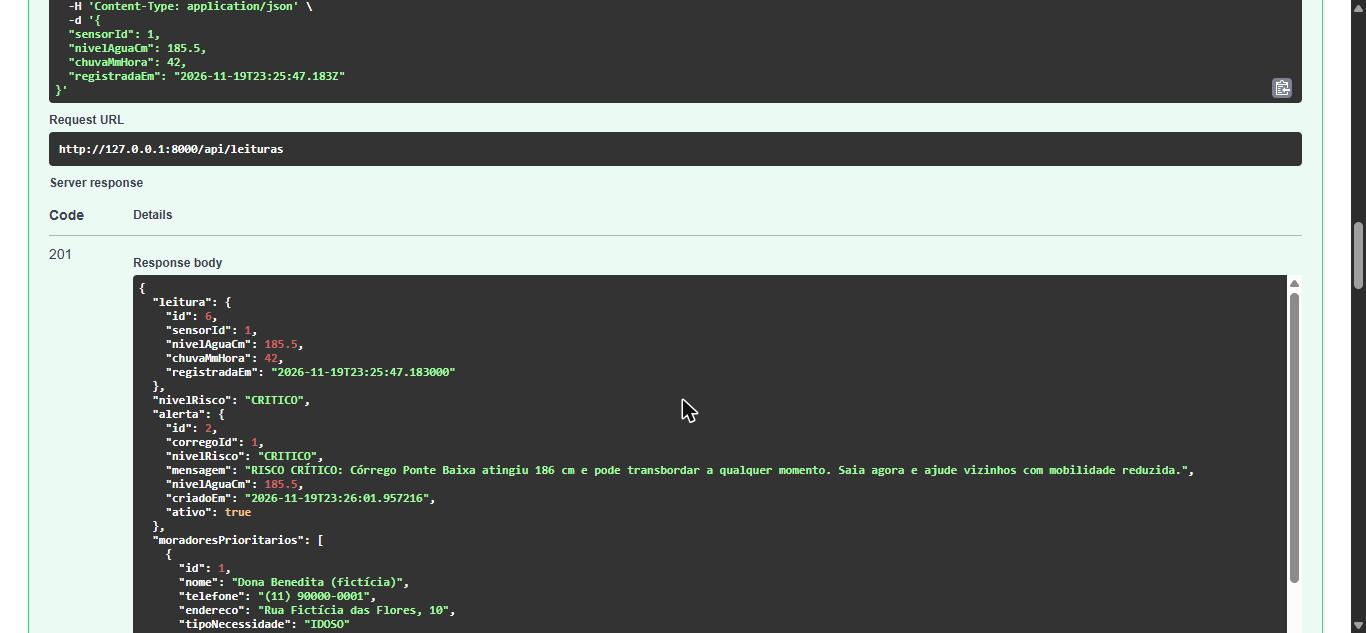 -H 'Content-Type: application/json' \
-d '{
"sensorId": 1,
"nivelAguaCm": 185.5,
"chuvaMmHora": 42,
"registradaEm": "2026-11-19T23:25:47.183Z"
}'
Request URL
http://127.0.0.1:8000/api/leituras
Server response
Code Details
201
Response body
{
"leitura": {
"id": 6,
"sensorId": 1,
"nivelAguaCm": 185.5,
"chuvaMmHora": 42,
"registradaEm": "2026-11-19T23:25:47.183000"
},
"nivelRisco": "CRITICO",
"alerta": {
"id": 2,
"corregoId": 1,
"nivelRisco": "CRITICO",
"mensagem": "RISCO CRÍTICO: Córrego Ponte Baixa atingiu 186 cm e pode transbordar a qualquer momento. Saia agora e ajude vizinhos com mobilidade reduzida.",
"nivelAguaCm": 185.5,
"criadoEm": "2026-11-19T23:26:01.957216",
"ativo": true
},
"moradoresPrioritarios": [
{
"id": 1,
"nome": "Dona Benedita (fictícia)",
"telefone": "(11) 90000-0001",
"endereco": "Rua Fictícia das Flores, 10",
"tipoNecessidade": "IDOSO"